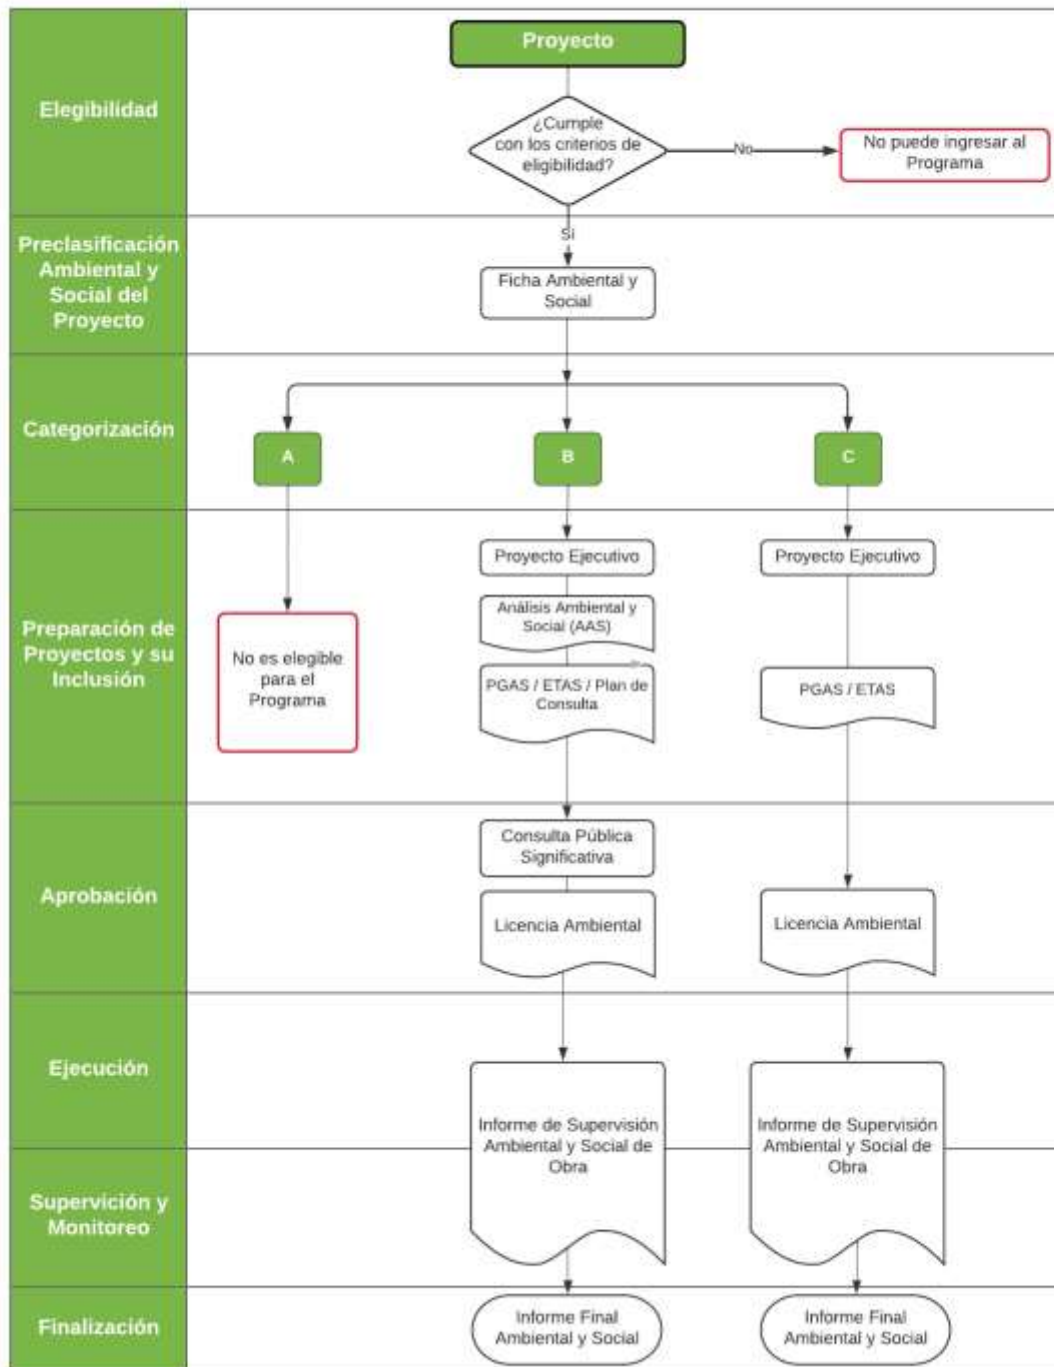 Proyecto
Elegibilidad
¿Cumple
con los criterios de
eligibilidad?
No
No puede ingresar al
Programa
Si
Preclasificación
Ambiental y
Social del
Proyecto
Ficha Ambiental y
Social
Categorización
A
B
C
Preparación de
Proyectos y su
Inclusión
No es elegible
para el
Programa
Proyecto Ejecutivo
Análisis Ambiental y
Social (AAS)
PGAS / ETAS / Plan de
Consulta
Proyecto Ejecutivo
PGAS / ETAS
Aprobación
Consulta Pública
Significativa
Licencia Ambiental
Licencia Ambiental
Ejecución
Informe de Supervisión
Ambiental y Social de
Obra
Informe de Supervisión
Ambiental y Social de
Obra
Supervición y
Monitoreo
Finalización
Informe Final
Ambiental y Social
Informe Final
Ambiental y Social